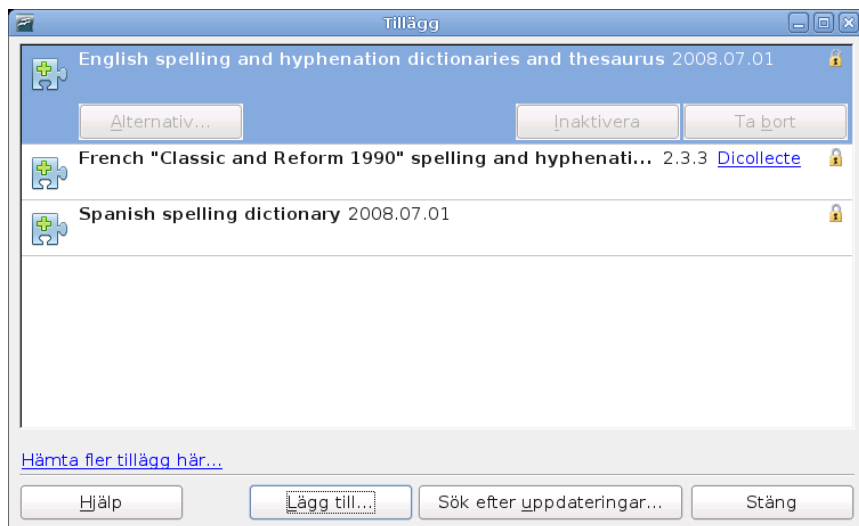 Tillägg
English spelling and hyphenation dictionaries and thesaurus 2008.07.01
Alternativ... Inaktivera Ta bort
French "Classic and Reform 1990" spelling and hyphenati... 2.3.3 Dicollecte
Spanish spelling dictionary 2008.07.01
Hämta fler tillägg här...
Hjälp Lägg till... Sök efter uppdateringar... Stäng